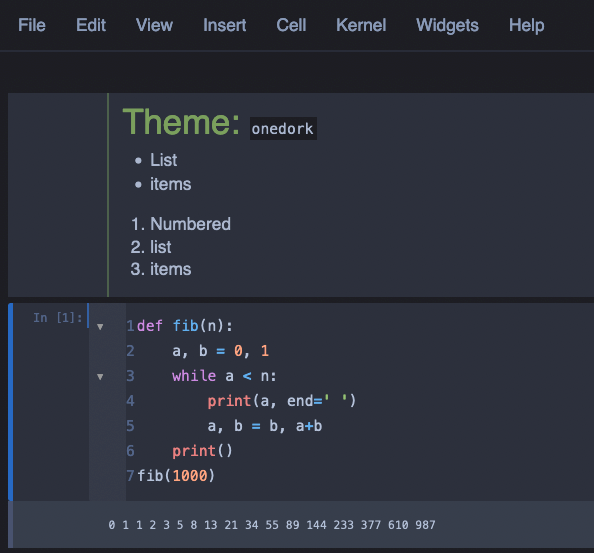 File Edit View Insert Cell Kernel Widgets Help
Theme: onedork
• List
• items
1. Numbered
2. list
3. items
In [1]:
1 def fib(n):
2     a, b = 0, 1
3     while a < n:
4         print(a, end=' ')
5         a, b = b, a+b
6     print()
7 fib(1000)
0 1 1 2 3 5 8 13 21 34 55 89 144 233 377 610 987